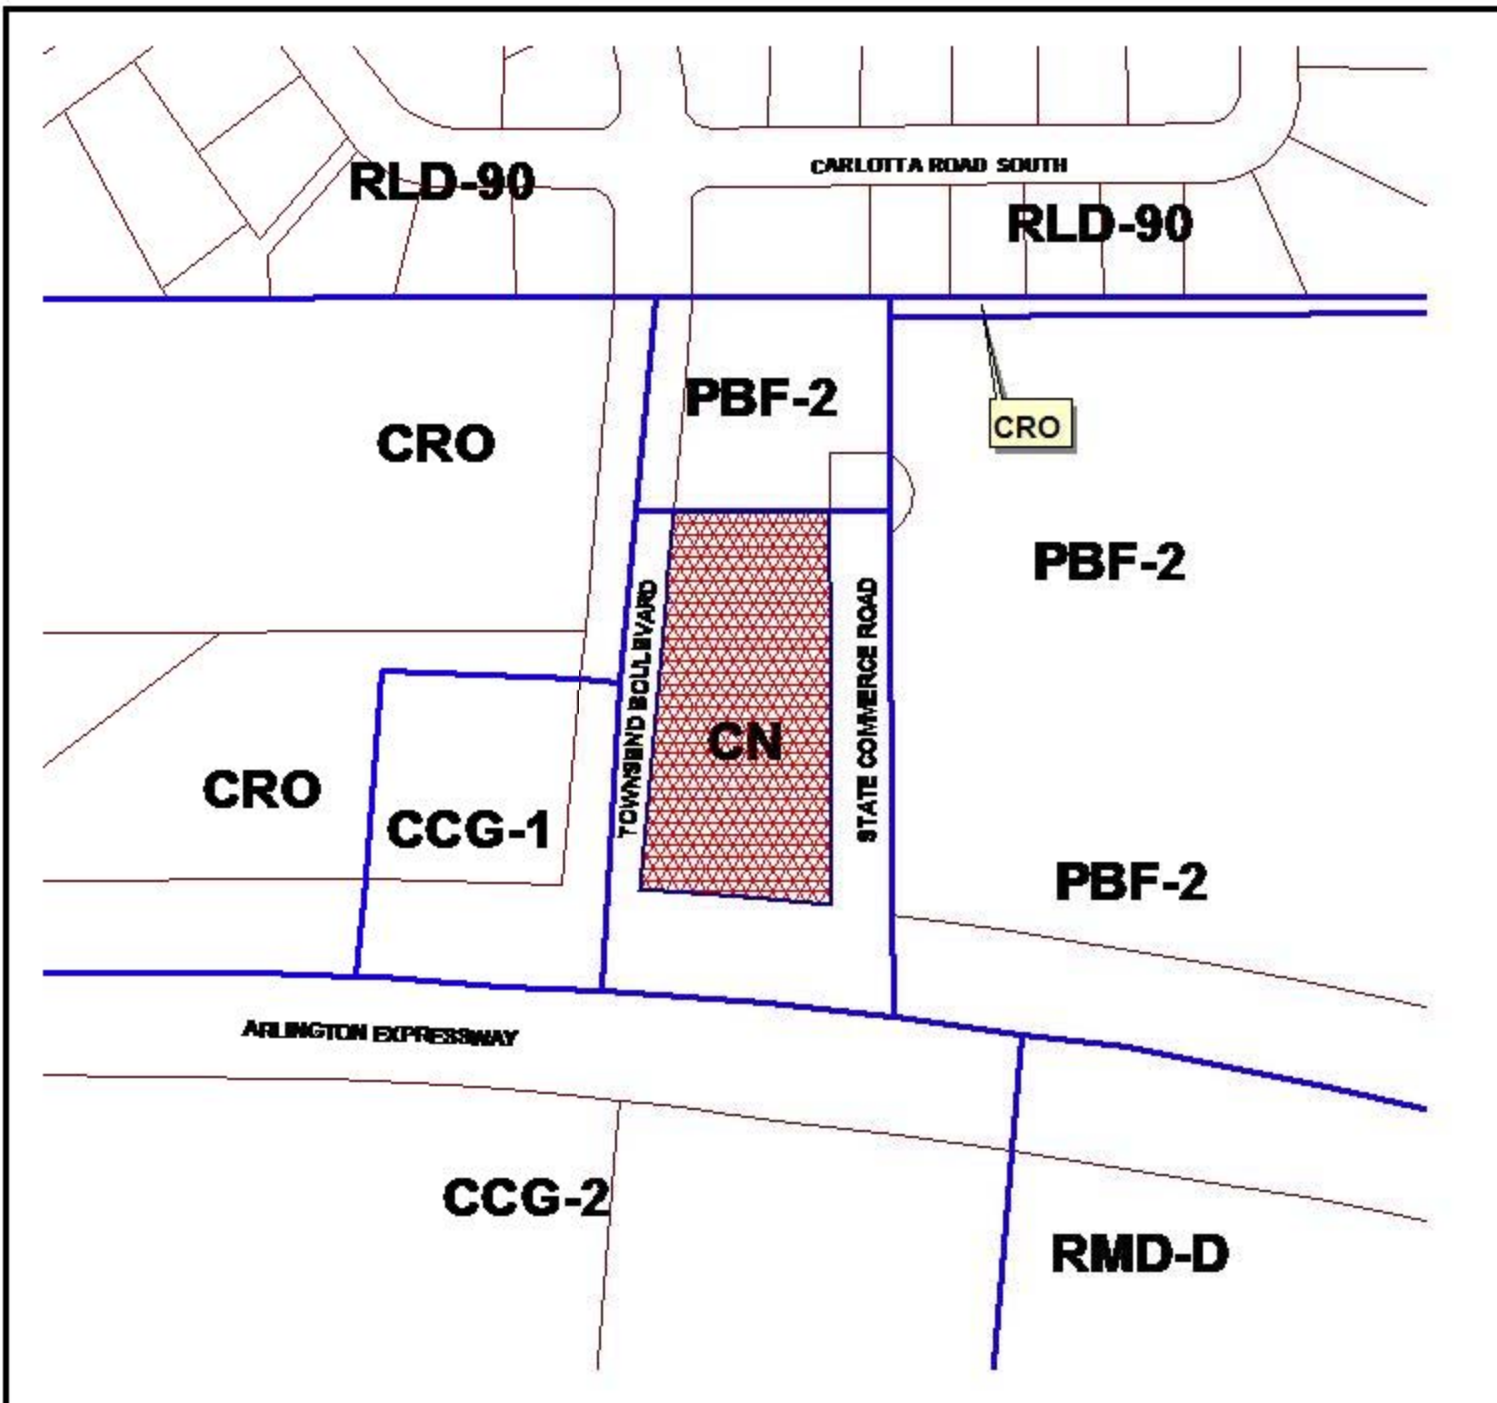 CARLOTTA ROAD SOUTH
RLD-90
RLD-90
PBF-2
CRO
CRO
PBF-2
TOWNSEND BOULEVARD
STATE COMMERCE ROAD
CN
CRO
CCG-1
PBF-2
ARLINGTON EXPRESSWAY
CCG-2
RMD-D